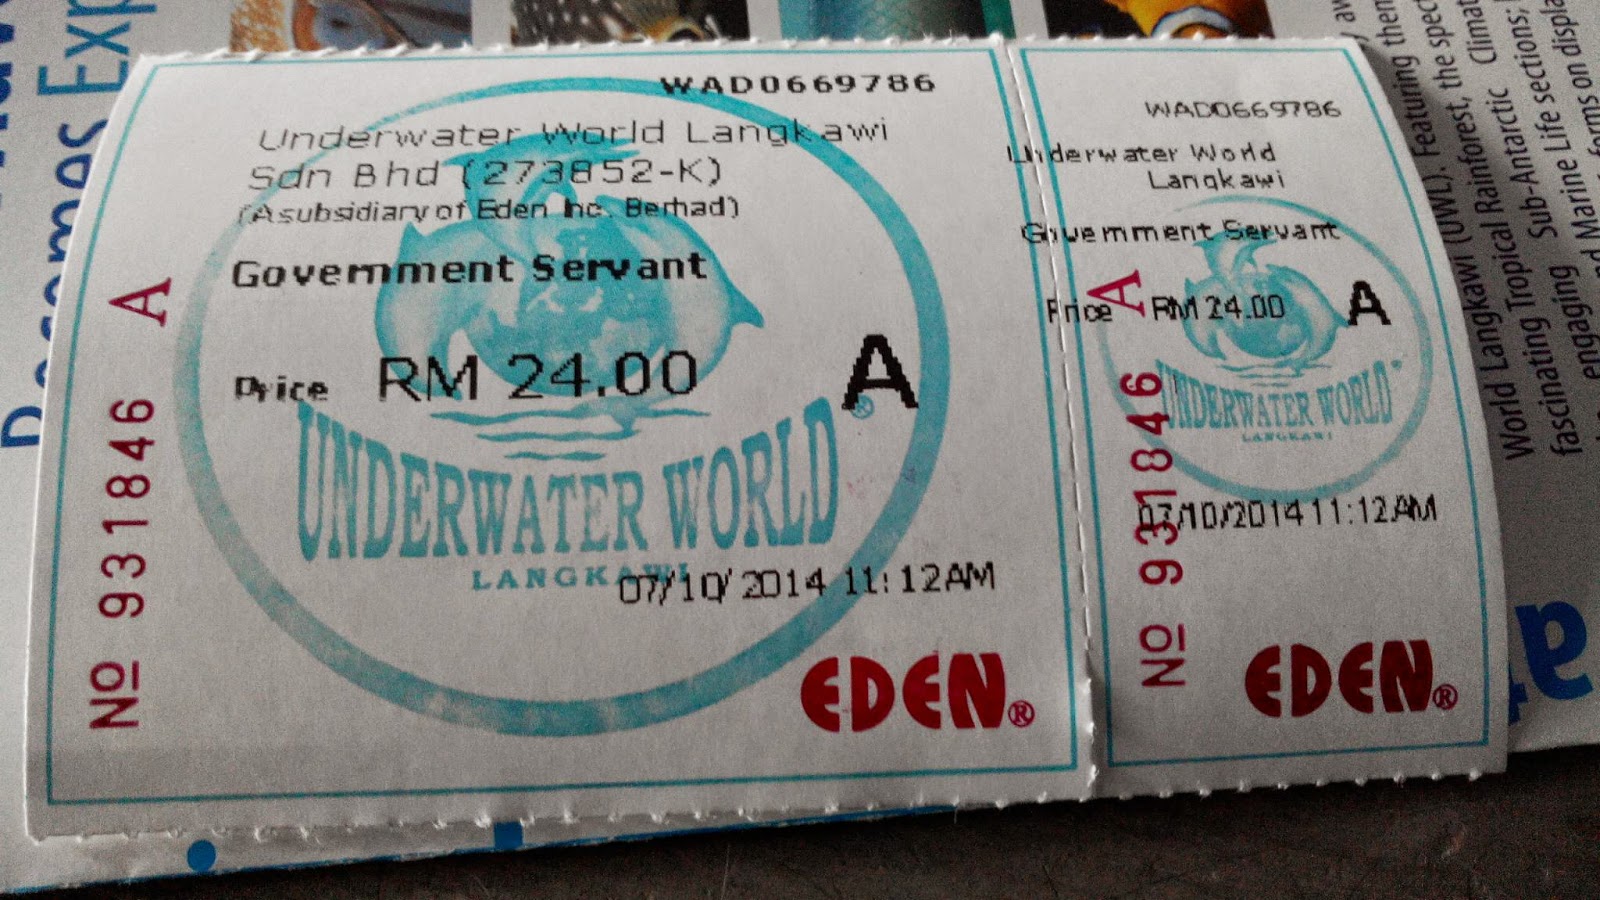 WAD0669786
Underwater World Langkawi
Sdn Bhd (273852-K)
(A subsidiary of Eden Inc. Berhad)
Government Servant
Price RM 24.00 A
UNDERWATER WORLD ®
LANGKAWI
07/10/2014 11:12AM
EDEN®
No 931846 A
WAD0669786
Underwater World
Langkawi
Government Servant
Price RM 24.00 A
UNDERWATER WORLD
LANGKAWI
07/10/2014 11:12AM
EDEN®
No 931846 A
World Langkawi (UWL). Featuring
Tropical Rainforest, the
fascinating Sub-Antarctic
engaging Marine Life sections;
forms on